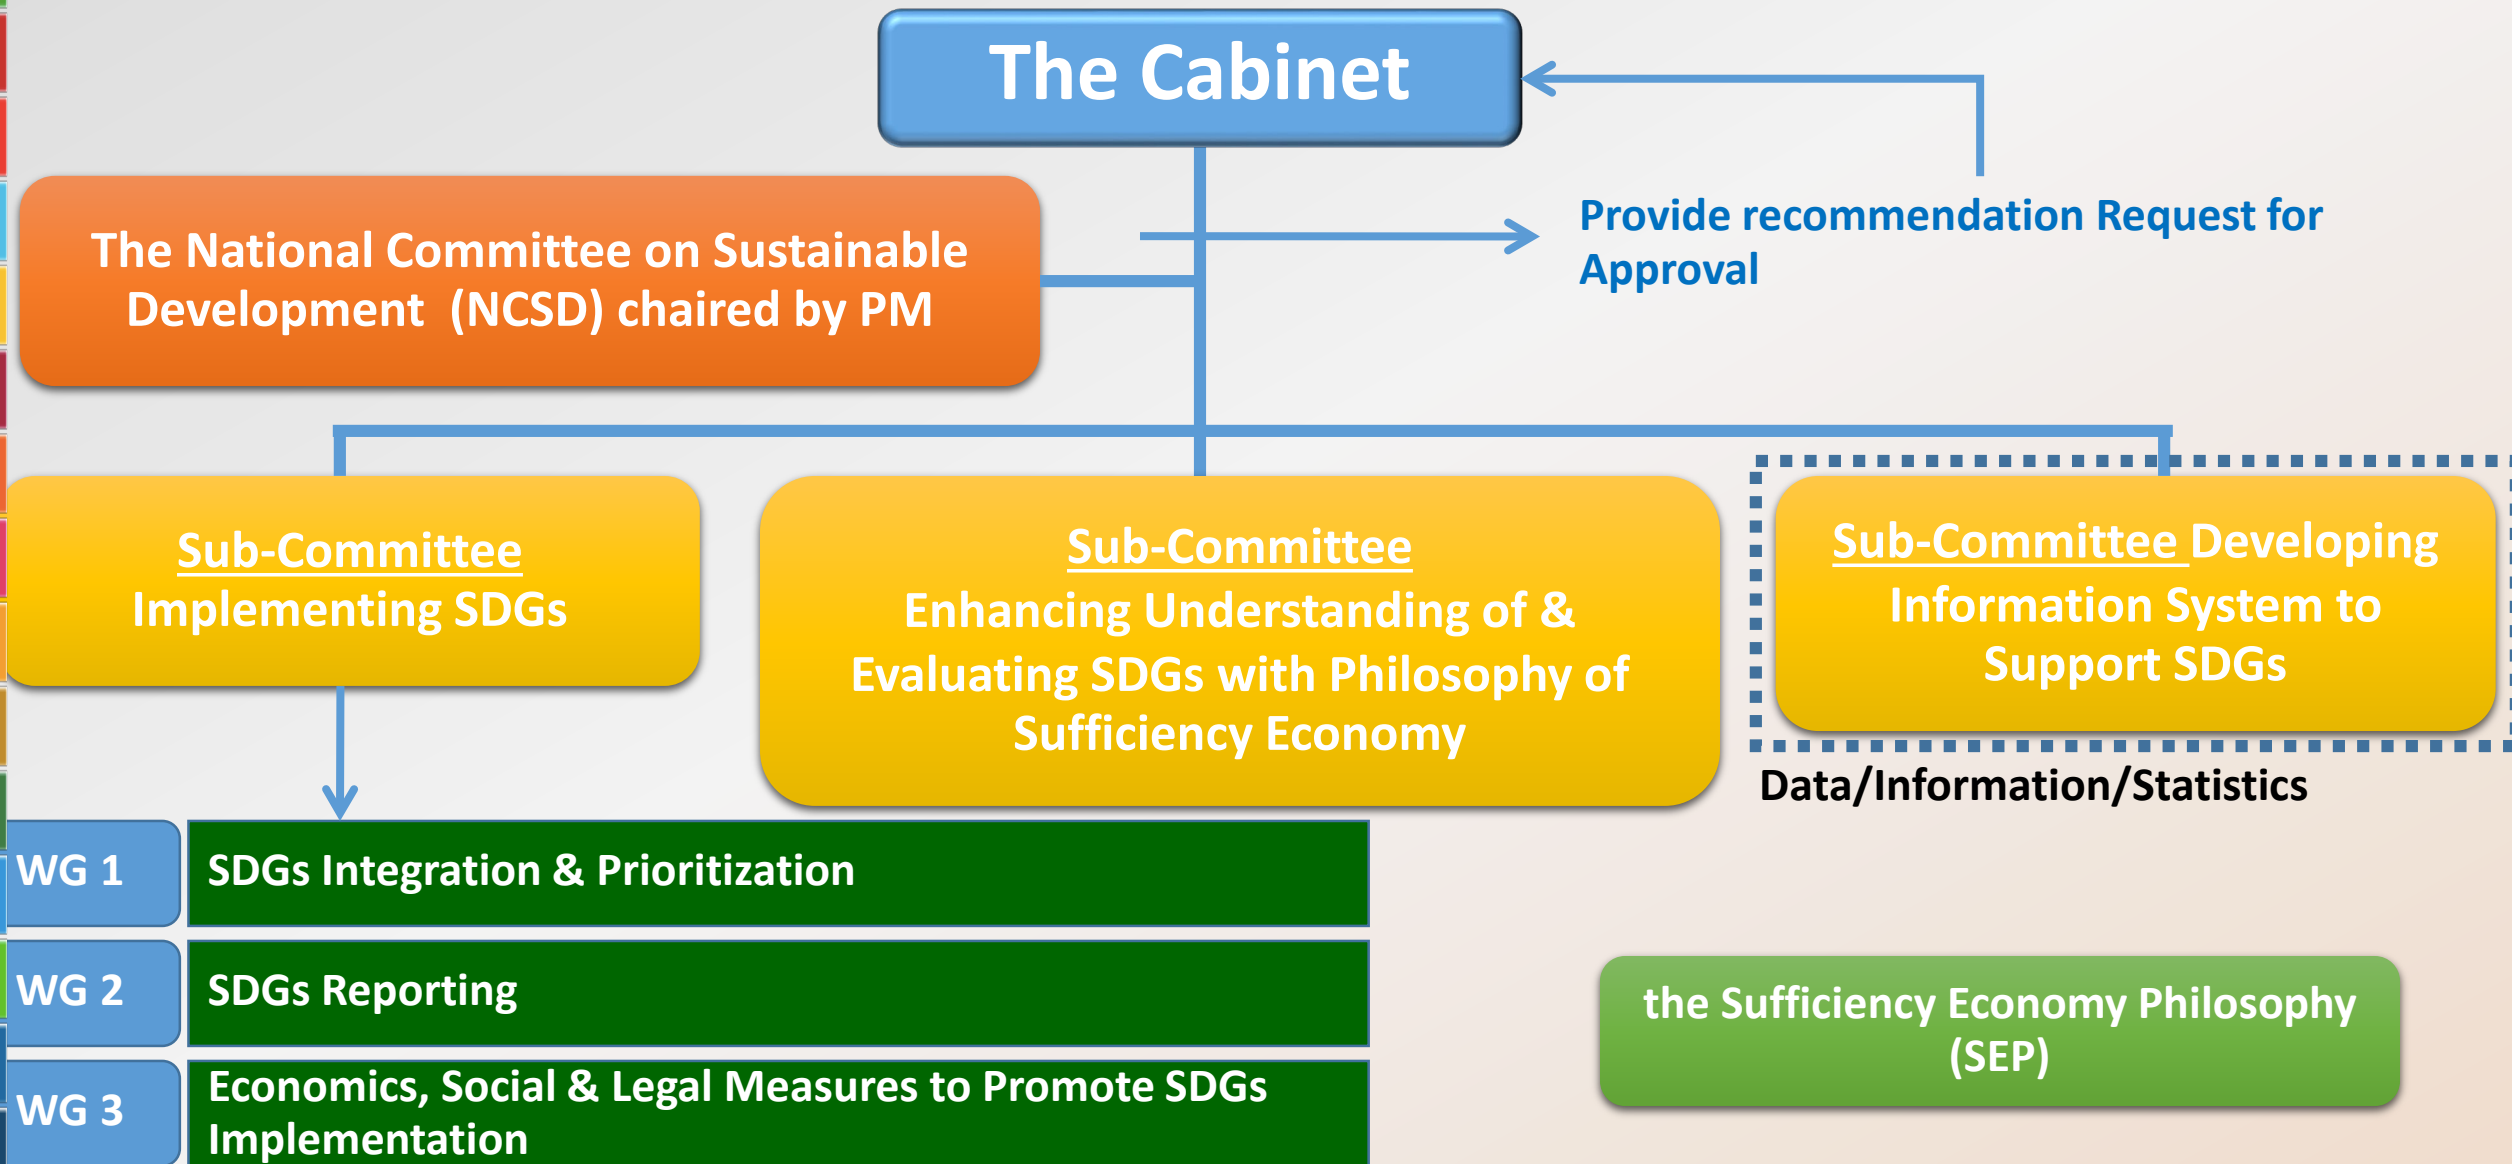 The Cabinet
The National Committee on Sustainable
Development (NCSD) chaired by PM
Provide recommendation Request for
Approval
Sub-Committee
Implementing SDGs
Sub-Committee
Enhancing Understanding of &
Evaluating SDGs with Philosophy of
Sufficiency Economy
Sub-Committee Developing
Information System to
Support SDGs
Data/Information/Statistics
WG 1
SDGs Integration & Prioritization
WG 2
SDGs Reporting
WG 3
Economics, Social & Legal Measures to Promote SDGs
Implementation
the Sufficiency Economy Philosophy
(SEP)